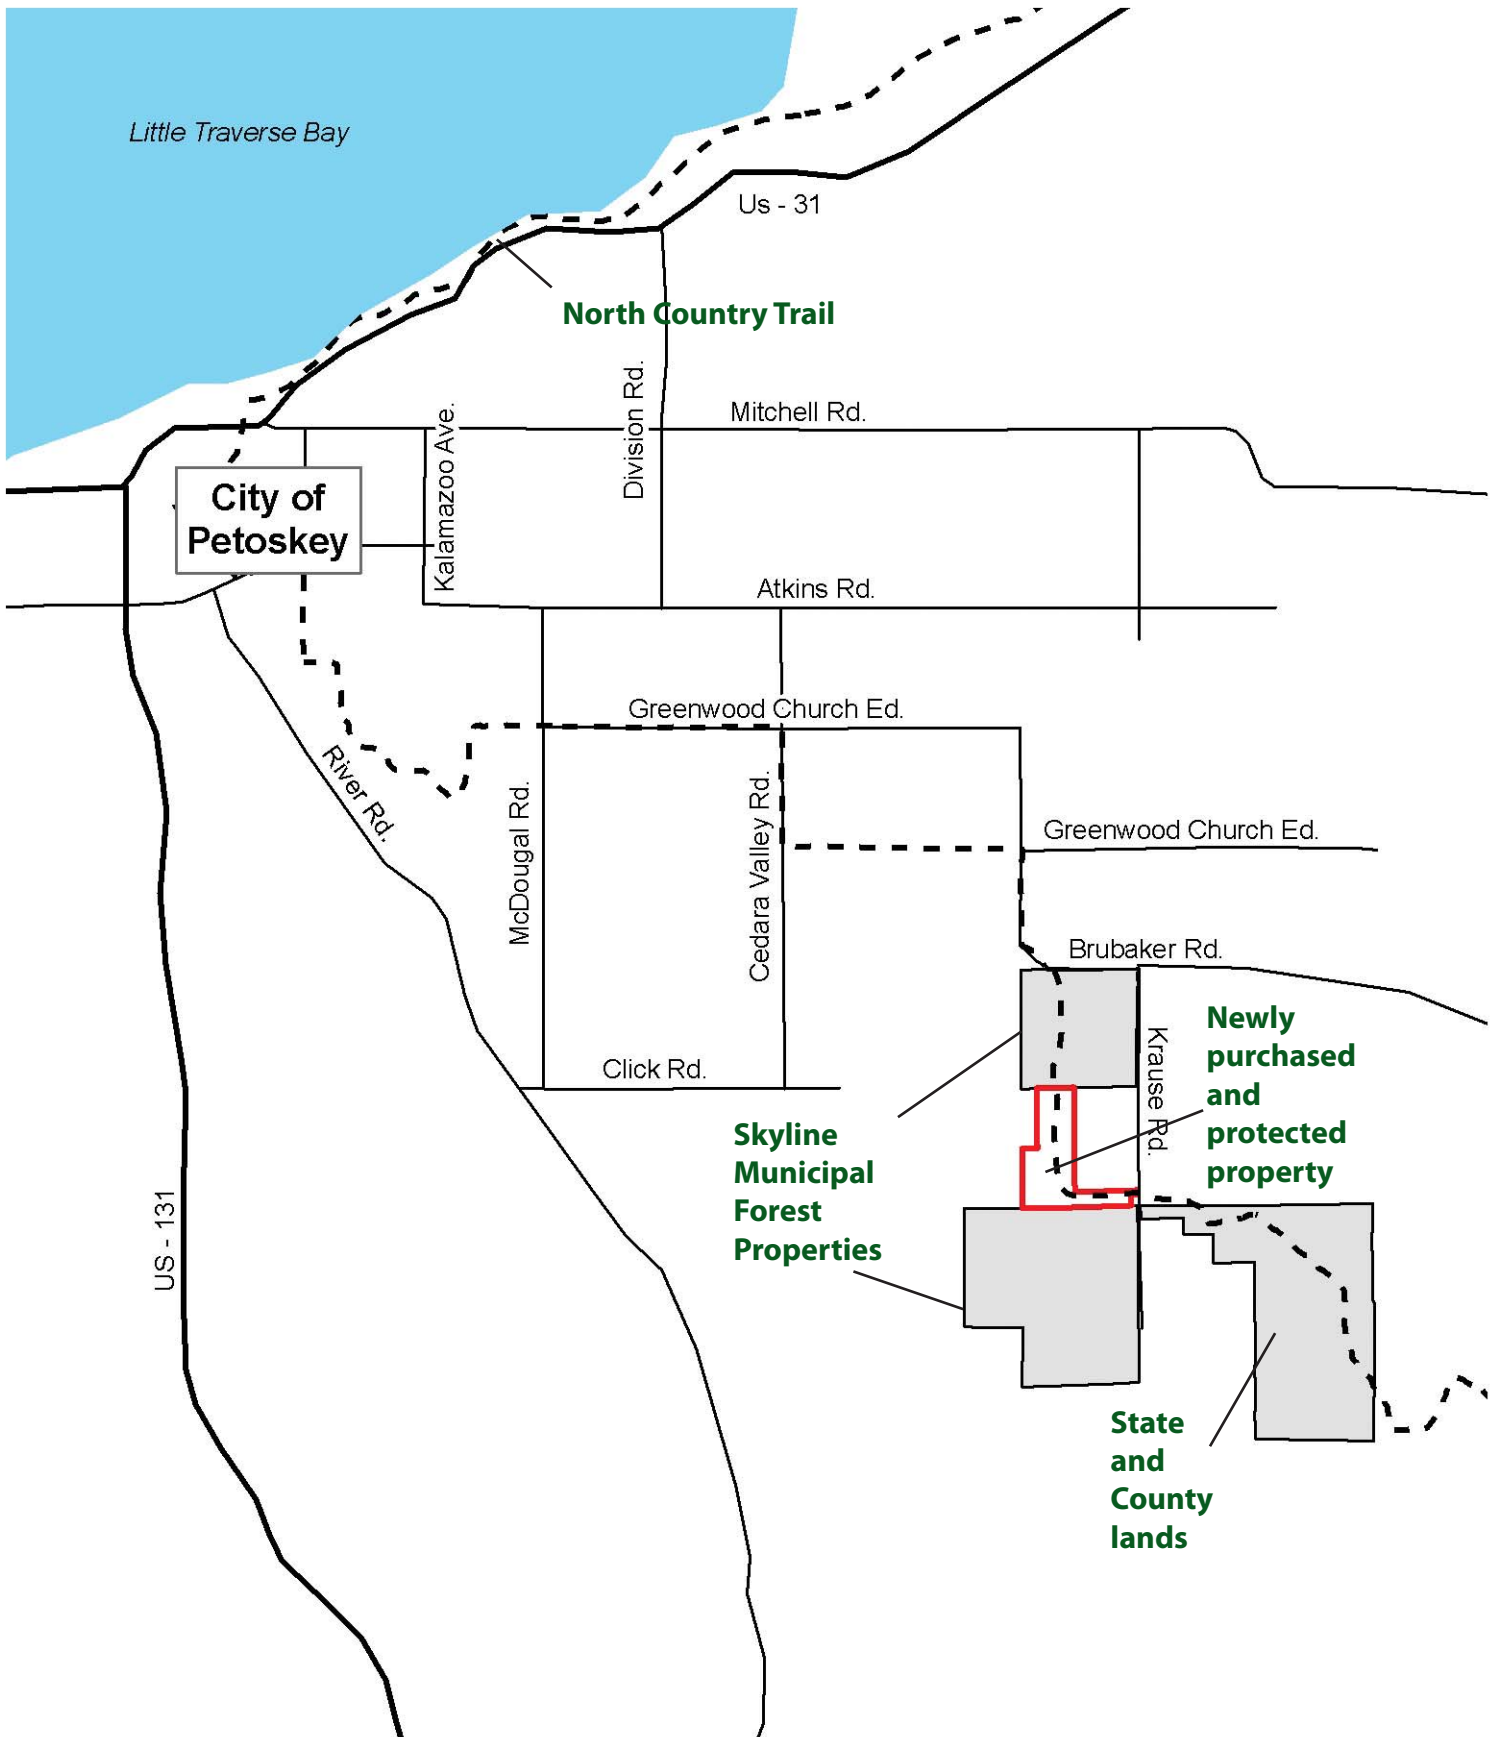 Little Traverse Bay
Us - 31
North Country Trail
Division Rd.
Kalamazoo Ave.
Mitchell Rd.
City of
Petoskey
Atkins Rd.
Greenwood Church Ed.
River Rd.
McDougal Rd.
Cedara Valley Rd.
Greenwood Church Ed.
Brubaker Rd.
Krause Rd.
Newly
purchased
and
protected
property
Click Rd.
Skyline
Municipal
Forest
Properties
US - 131
State
and
County
lands